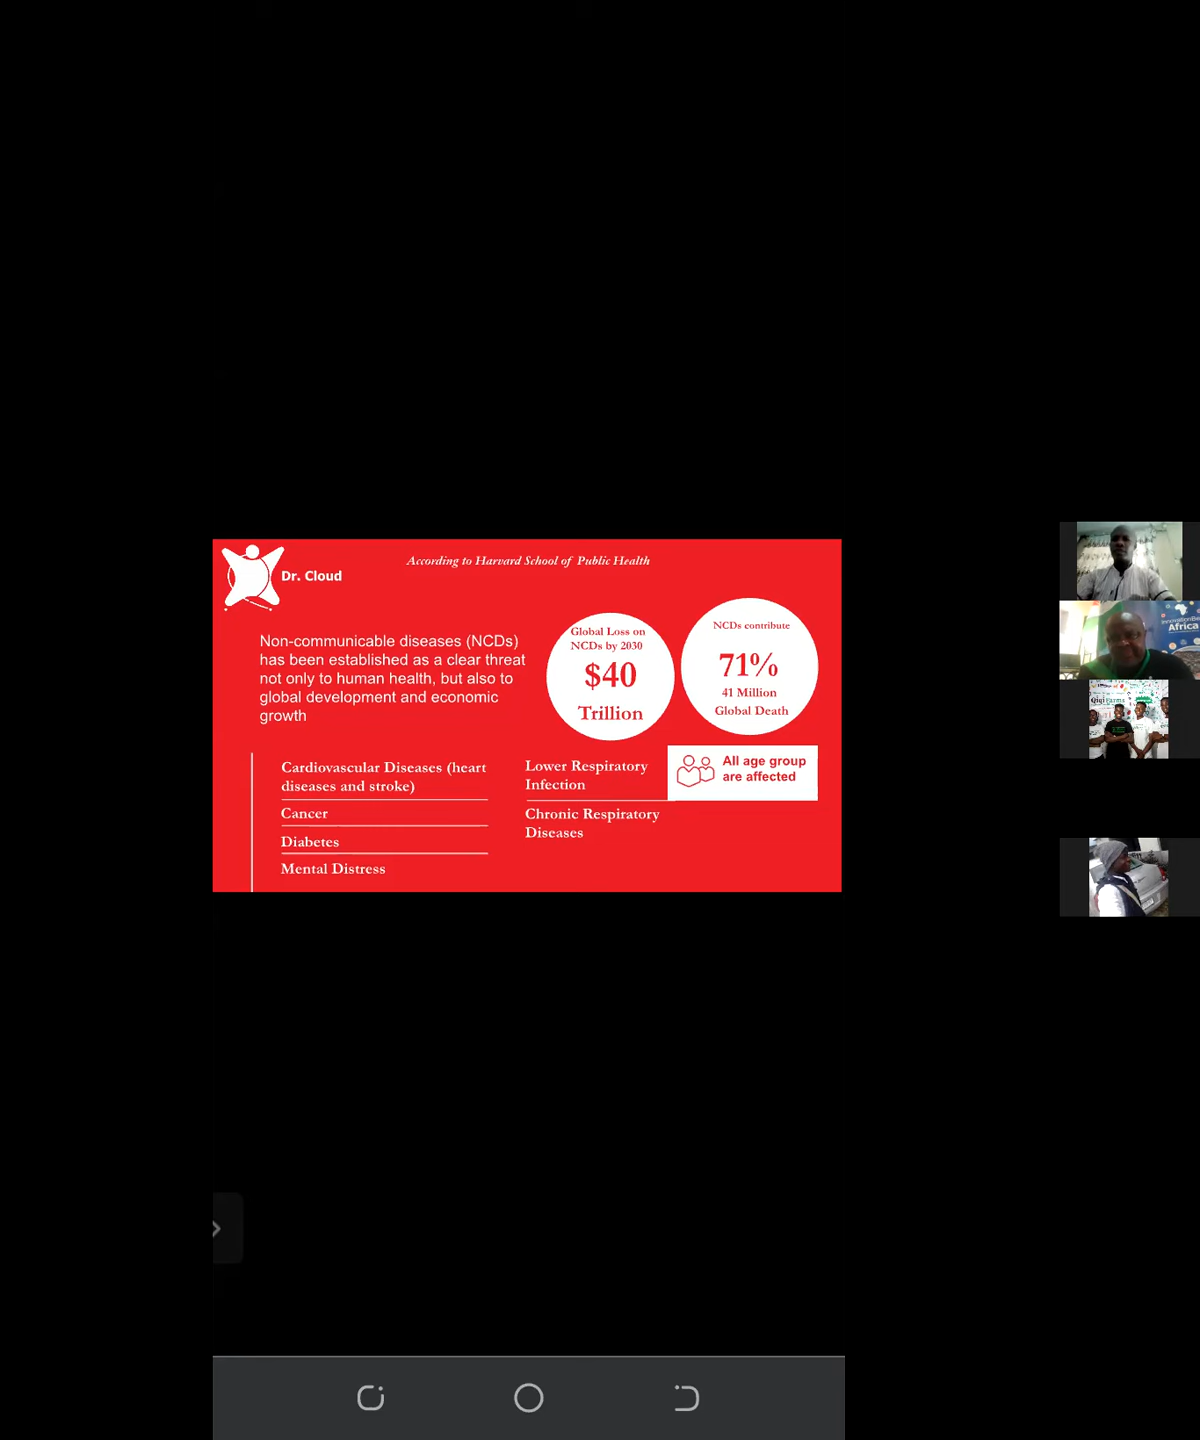 According to Harvard School of Public Health
Dr. Cloud
Non-communicable diseases (NCDs)
has been established as a clear threat
not only to human health, but also to
global development and economic
growth
Global Loss on
NCDs by 2030
$40
Trillion
NCDs contribute
71%
41 Million
Global Death
Cardiovascular Diseases (heart
diseases and stroke)
Cancer
Diabetes
Mental Distress
Lower Respiratory
Infection
Chronic Respiratory
Diseases
All age group
are affected
Africa